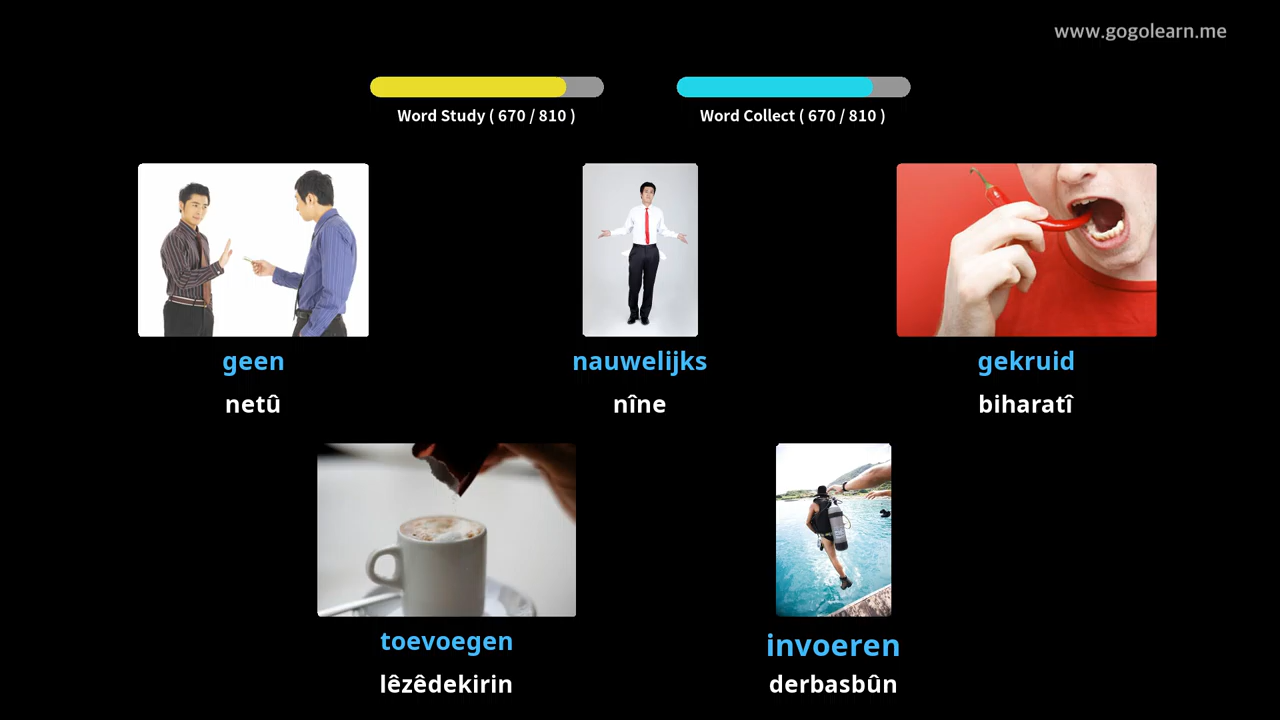 www.gogolearn.me
Word Study ( 670 / 810 )
Word Collect ( 670 / 810 )
geen
nauwelijks
gekruid
netû
nîne
biharatî
toevoegen
invoeren
lêzêdekirin
derbasbûn